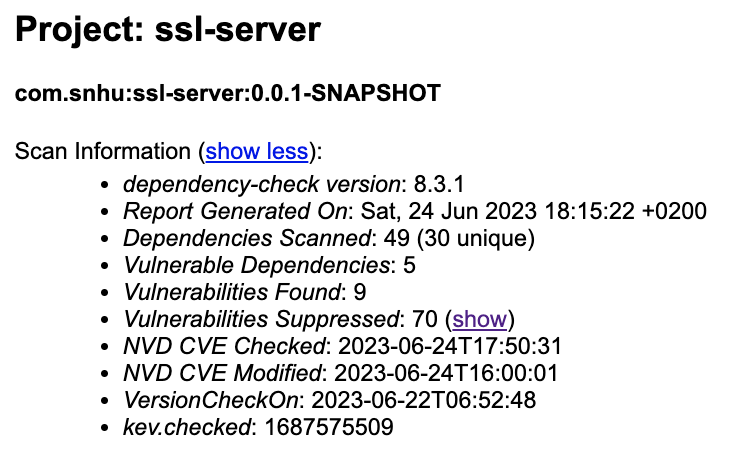 Project: ssl-server
com.snhu:ssl-server:0.0.1-SNAPSHOT
Scan Information (show less):
• dependency-check version: 8.3.1
• Report Generated On: Sat, 24 Jun 2023 18:15:22 +0200
• Dependencies Scanned: 49 (30 unique)
• Vulnerable Dependencies: 5
• Vulnerabilities Found: 9
• Vulnerabilities Suppressed: 70 (show)
• NVD CVE Checked: 2023-06-24T17:50:31
• NVD CVE Modified: 2023-06-24T16:00:01
• VersionCheckOn: 2023-06-22T06:52:48
• kev.checked: 1687575509